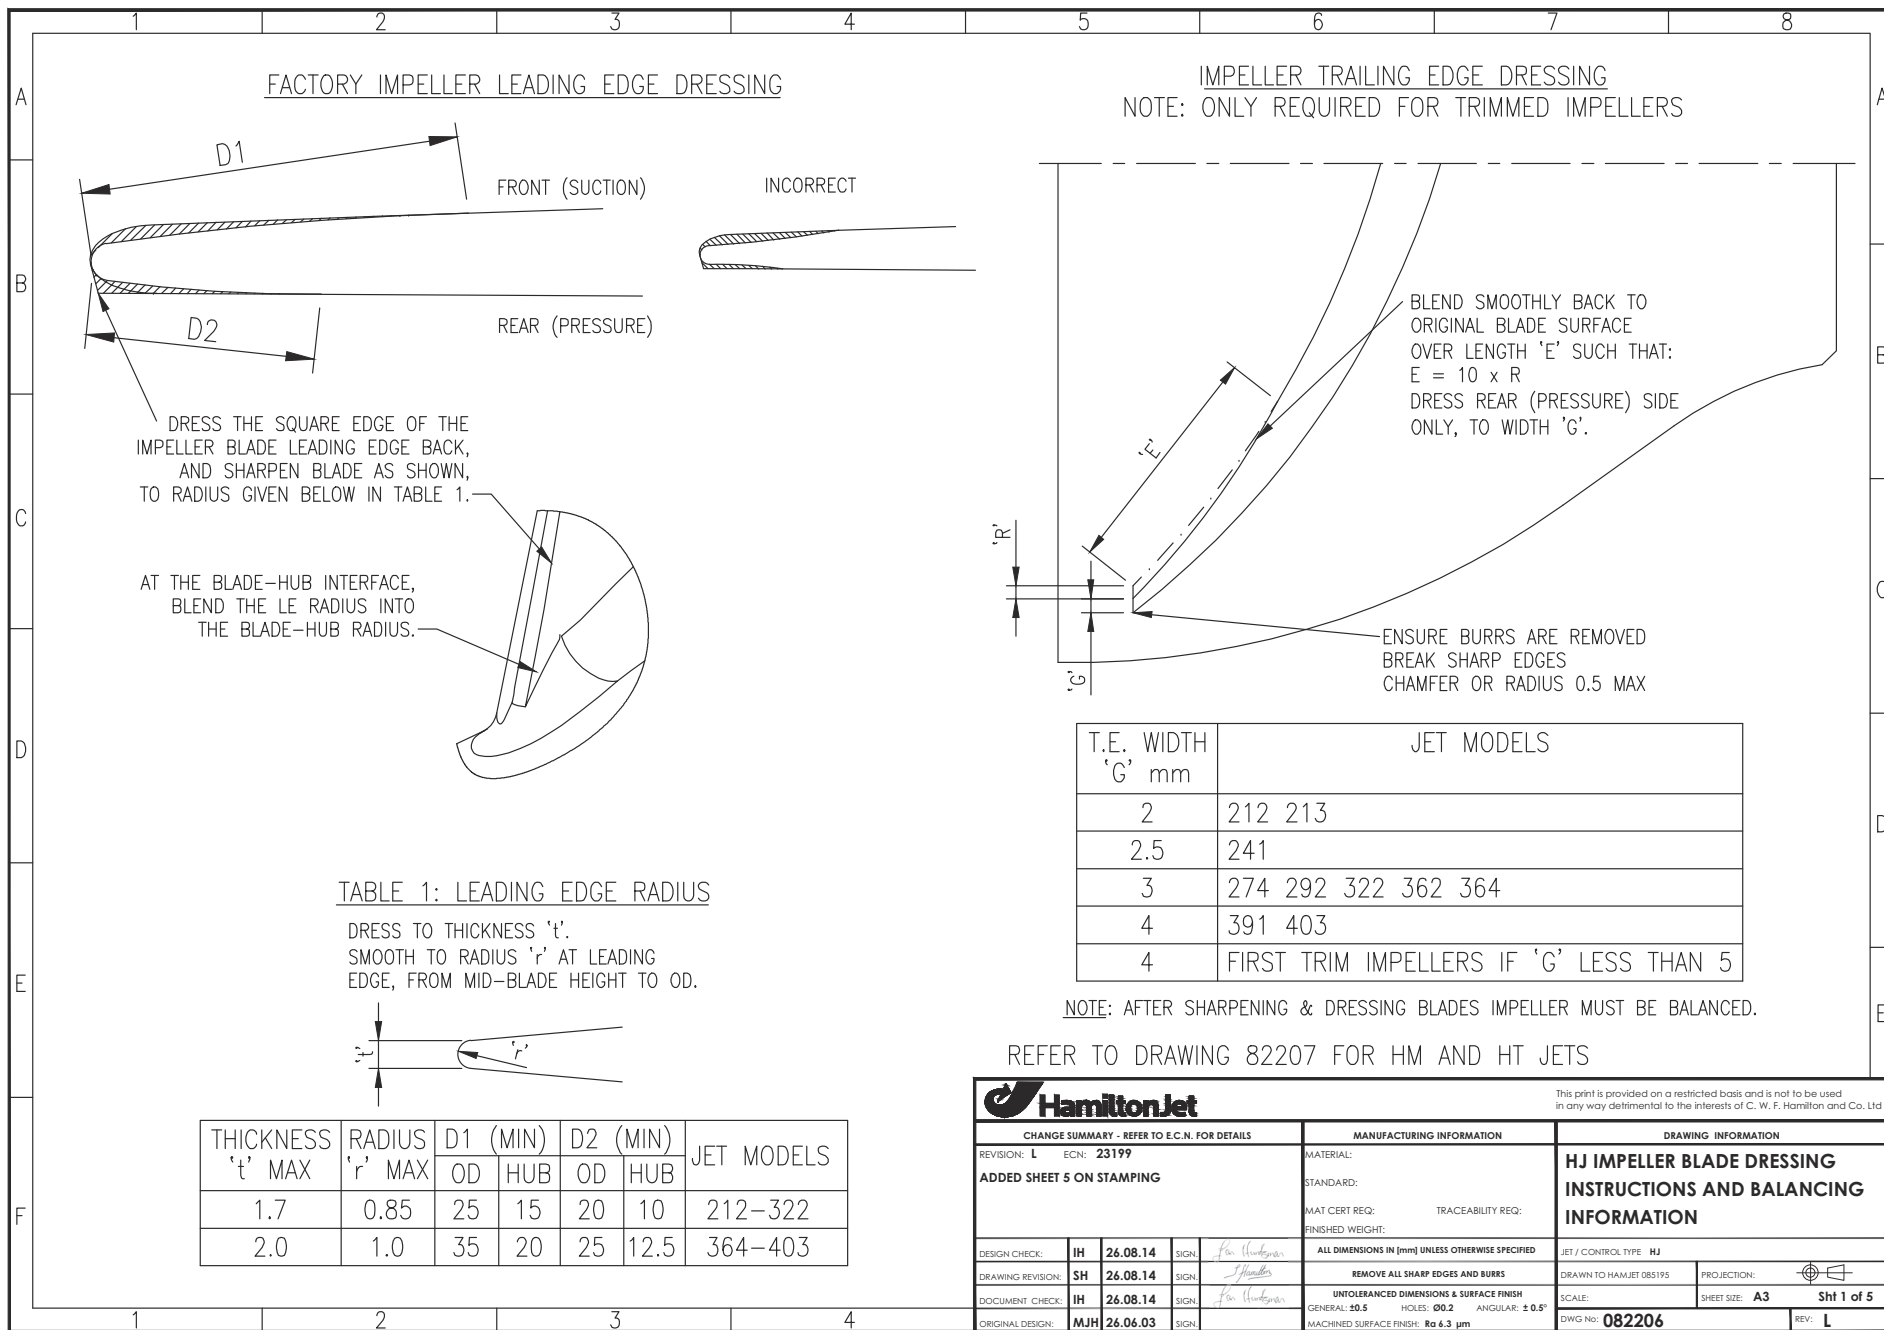 1 2 3 4 5 6 7 8
A
B
C
D
E
F
A
B
C
D
E
FACTORY IMPELLER LEADING EDGE DRESSING
D1
FRONT (SUCTION)
INCORRECT
D2
REAR (PRESSURE)
DRESS THE SQUARE EDGE OF THE
IMPELLER BLADE LEADING EDGE BACK,
AND SHARPEN BLADE AS SHOWN,
TO RADIUS GIVEN BELOW IN TABLE 1.
AT THE BLADE-HUB INTERFACE,
BLEND THE LE RADIUS INTO
THE BLADE-HUB RADIUS.
IMPELLER TRAILING EDGE DRESSING
NOTE: ONLY REQUIRED FOR TRIMMED IMPELLERS
BLEND SMOOTHLY BACK TO
ORIGINAL BLADE SURFACE
OVER LENGTH 'E' SUCH THAT:
E = 10 x R
DRESS REAR (PRESSURE) SIDE
ONLY, TO WIDTH 'G'.
'E'
'R'
'G'
ENSURE BURRS ARE REMOVED
BREAK SHARP EDGES
CHAMFER OR RADIUS 0.5 MAX
T.E. WIDTH 'G' mm JET MODELS
2 212 213
2.5 241
3 274 292 322 362 364
4 391 403
4 FIRST TRIM IMPELLERS IF 'G' LESS THAN 5
NOTE: AFTER SHARPENING & DRESSING BLADES IMPELLER MUST BE BALANCED.
REFER TO DRAWING 82207 FOR HM AND HT JETS
TABLE 1: LEADING EDGE RADIUS
DRESS TO THICKNESS 't'.
SMOOTH TO RADIUS 'r' AT LEADING
EDGE, FROM MID-BLADE HEIGHT TO OD.
't'
'r'
THICKNESS 't' MAX RADIUS 'r' MAX D1 (MIN) D2 (MIN) JET MODELS
OD HUB OD HUB
1.7 0.85 25 15 20 10 212-322
2.0 1.0 35 20 25 12.5 364-403
HamiltonJet
This print is provided on a restricted basis and is not to be used
in any way detrimental to the interests of C. W. F. Hamilton and Co. Ltd
CHANGE SUMMARY - REFER TO E.C.N. FOR DETAILS
REVISION: L ECN: 23199
ADDED SHEET 5 ON STAMPING
DESIGN CHECK: IH 26.08.14 SIGN.
DRAWING REVISION: SH 26.08.14 SIGN.
DOCUMENT CHECK: IH 26.08.14 SIGN.
ORIGINAL DESIGN: MJH 26.06.03 SIGN.
MANUFACTURING INFORMATION
MATERIAL:
STANDARD:
MAT CERT REQ: TRACEABILITY REQ:
FINISHED WEIGHT:
ALL DIMENSIONS IN [mm] UNLESS OTHERWISE SPECIFIED
REMOVE ALL SHARP EDGES AND BURRS
UNTOLERANCED DIMENSIONS & SURFACE FINISH
GENERAL: ±0.5 HOLES: Ø0.2 ANGULAR: ± 0.5°
MACHINED SURFACE FINISH: Ra 6.3 µm
DRAWING INFORMATION
HJ IMPELLER BLADE DRESSING
INSTRUCTIONS AND BALANCING
INFORMATION
JET / CONTROL TYPE HJ
DRAWN TO HAMJET 085195 PROJECTION:
SCALE: SHEET SIZE: A3 Sht 1 of 5
DWG No: 082206 REV: L
1 2 3 4